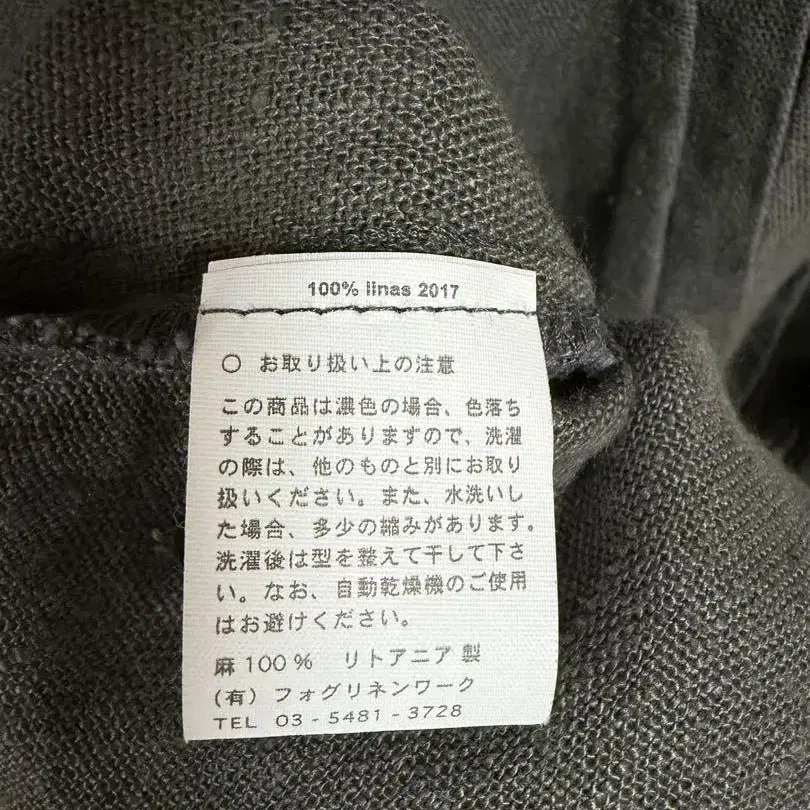 100% linas 2017
○ お取り扱い上の注意
この商品は濃色の場合、色落ち
することがありますので、洗濯
の際は、他のものと別にお取り
扱いください。また、水洗いし
た場合、多少の縮みがあります。
洗濯後は型を整えて干して下さ
い。なお、自動乾燥機のご使用
はお避けください。
麻 100% リトアニア 製
(有) フォグリネンワーク
TEL 03 - 5481 - 3728